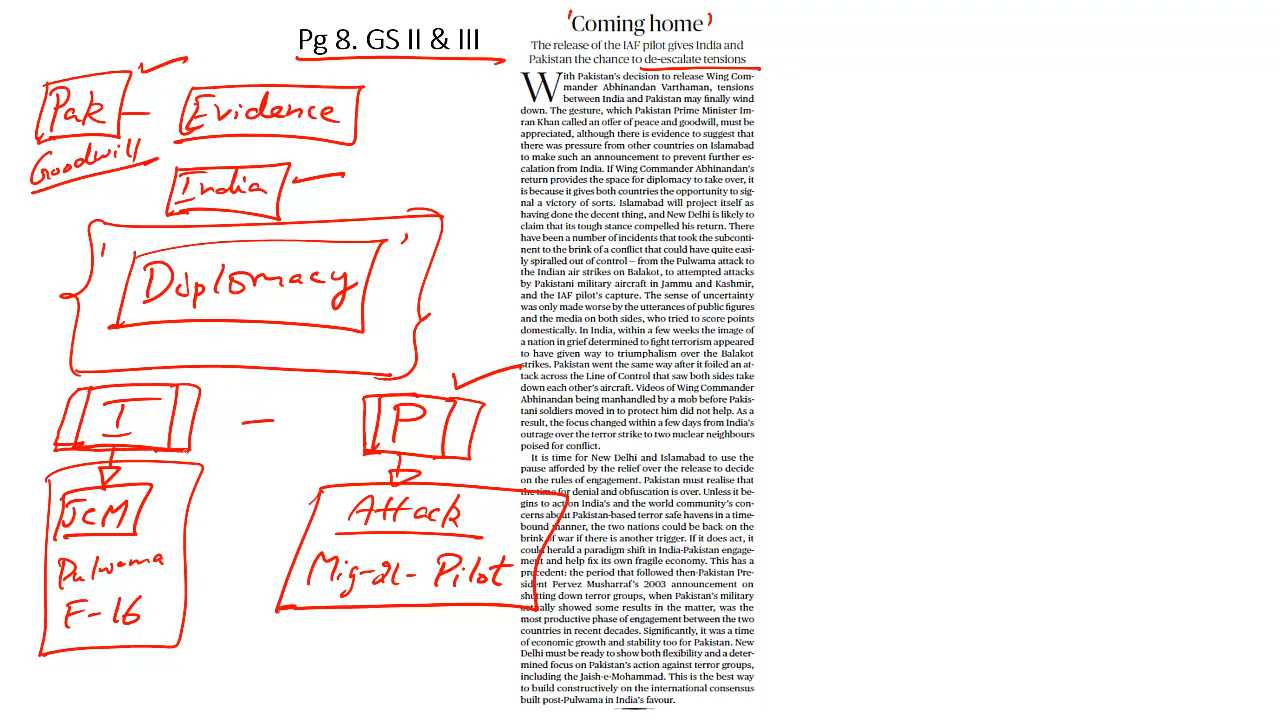 Pg 8. GS II & III
Pak - Evidence
Goodwill
India
' Diplomacy '
I - P
JCM
Pulwama
F-16
Attack
Mig-21- Pilot
'Coming home'
The release of the IAF pilot gives India and
Pakistan the chance to de-escalate tensions
With Pakistan's decision to release Wing Com-
mander Abhinandan Varthaman, tensions
between India and Pakistan may finally wind
down. The gesture, which Pakistan Prime Minister Im-
ran Khan called an offer of peace and goodwill, must be
appreciated, although there is evidence to suggest that
there was pressure from other countries on Islamabad
to make such an announcement to prevent further es-
calation from India. If Wing Commander Abhinandan's
return provides the space for diplomacy to take over, it
is because it gives both countries the opportunity to sig-
nal a victory of sorts. Islamabad will project itself as
having done the decent thing, and New Delhi is likely to
claim that its tough stance compelled his return. There
have been a number of incidents that took the subconti-
nent to the brink of a conflict that could have quite easi-
ly spiralled out of control – from the Pulwama attack to
the Indian air strikes on Balakot, to attempted attacks
by Pakistani military aircraft in Jammu and Kashmir,
and the IAF pilot's capture. The sense of uncertainty
was only made worse by the utterances of public figures
and the media on both sides, who tried to score points
domestically. In India, within a few weeks the image of
a nation in grief determined to fight terrorism appeared
to have given way to triumphalism over the Balakot
strikes. Pakistan went the same way after it foiled an at-
tack across the Line of Control that saw both sides take
down each other's aircraft. Videos of Wing Commander
Abhinandan being manhandled by a mob before Pakis-
tani soldiers moved in to protect him did not help. As a
result, the focus changed within a few days from India's
outrage over the terror strike to two nuclear neighbours
poised for conflict.
It is time for New Delhi and Islamabad to use the
pause afforded by the relief over the release to decide
on the rules of engagement. Pakistan must realise that
the time for denial and obfuscation is over. Unless it be-
gins to act on India's and the world community's con-
cerns about Pakistan-based terror safe havens in a time-
bound manner, the two nations could be back on the
brink of war if there is another trigger. If it does act, it
could herald a paradigm shift in India-Pakistan engage-
ment and help fix its own fragile economy. This has a
precedent: the period that followed then-Pakistan Pre-
sident Pervez Musharraf's 2003 announcement on
shutting down terror groups, when Pakistan's military
actually showed some results in the matter, was the
most productive phase of engagement between the two
countries in recent decades. Significantly, it was a time
of economic growth and stability too for Pakistan. New
Delhi must be ready to show both flexibility and a deter-
mined focus on Pakistan's action against terror groups,
including the Jaish-e-Mohammad. This is the best way
to build constructively on the international consensus
built post-Pulwama in India's favour.